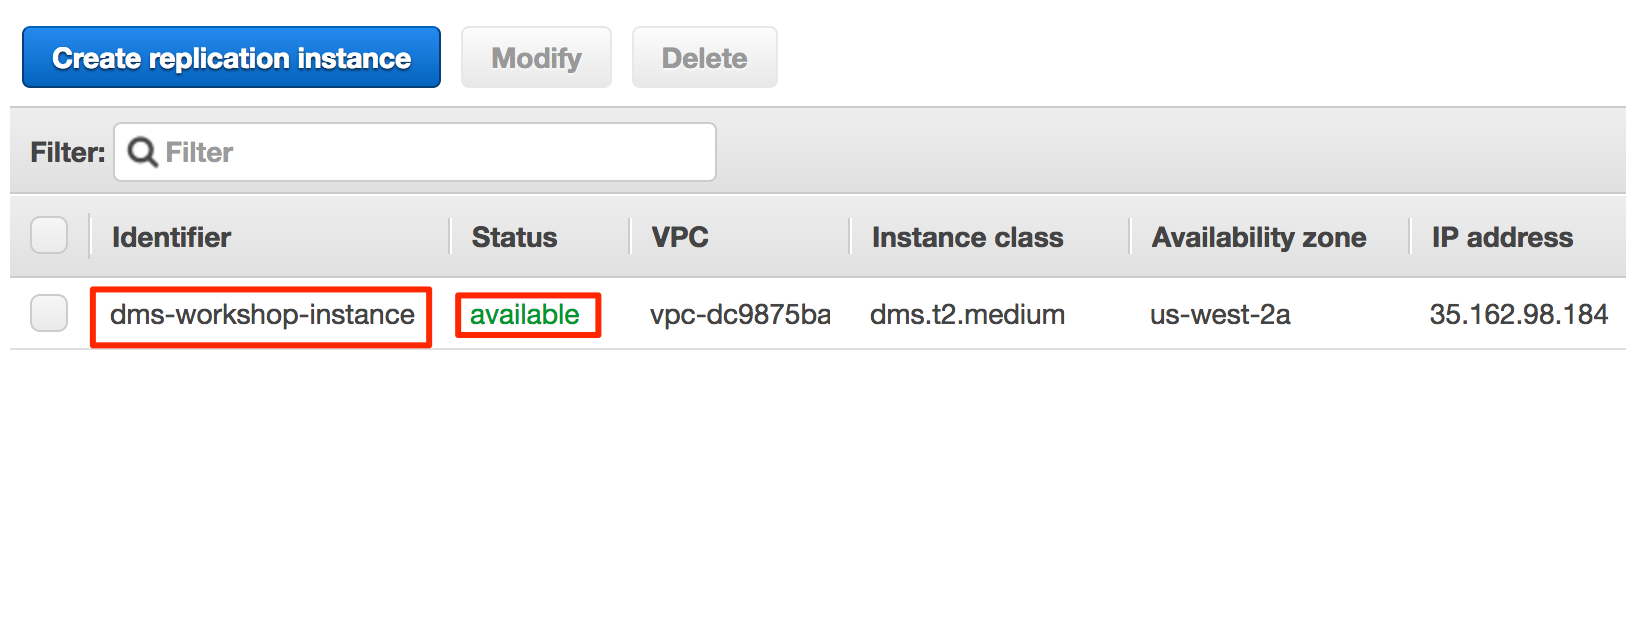 Create replication instance Modify Delete
Filter: Filter
Identifier Status VPC Instance class Availability zone IP address
dms-workshop-instance available vpc-dc9875ba dms.t2.medium us-west-2a 35.162.98.184